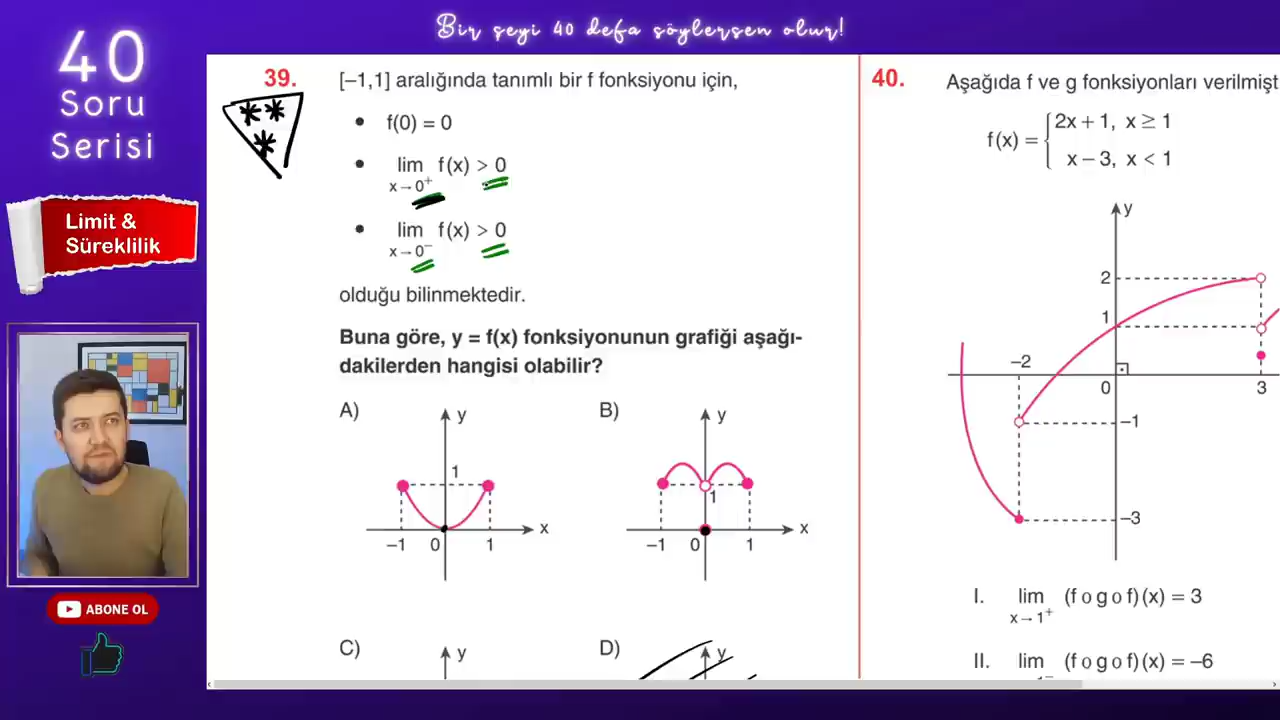 Bir şeyi 40 defa söylersen olur!
40
Soru
Serisi
Limit &
Süreklilik
ABONE OL
39.
[−1,1] aralığında tanımlı bir f fonksiyonu için,
• f(0) = 0
• lim f(x) > 0
x→0⁺
• lim f(x) > 0
x→0⁻
olduğu bilinmektedir.
Buna göre, y = f(x) fonksiyonunun grafiği aşağı-
dakilerden hangisi olabilir?
A)
y
1
−1 0 1 x
B)
y
1
−1 0 1 x
C)
y
D)
y
40.
Aşağıda f ve g fonksiyonları verilmişt
f(x) = { 2x + 1, x ≥ 1
x − 3, x < 1
y
2
1
−2
0
3
−1
−3
I. lim (f o g o f)(x) = 3
x→1⁺
II. lim (f o g o f)(x) = −6